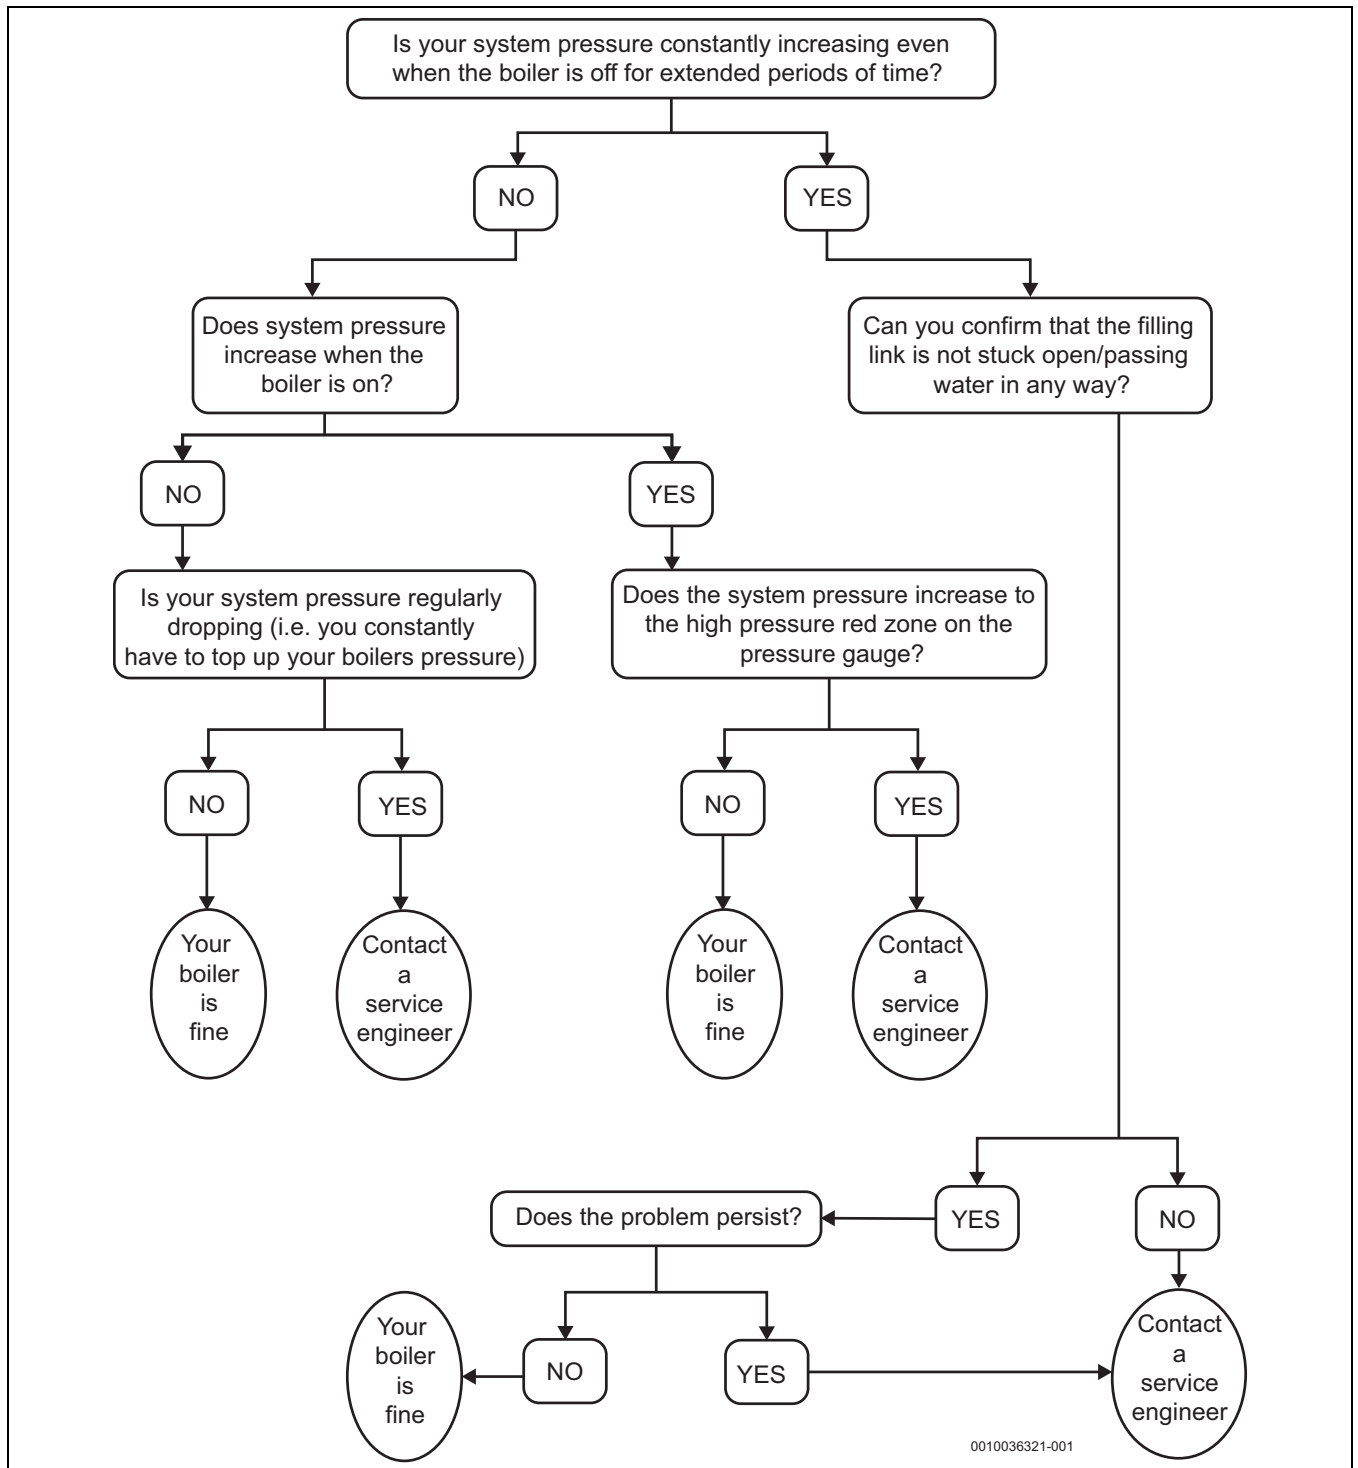 Is your system pressure constantly increasing even
when the boiler is off for extended periods of time?
NO
YES
Does system pressure
increase when the
boiler is on?
Can you confirm that the filling
link is not stuck open/passing
water in any way?
NO
YES
Is your system pressure regularly
dropping (i.e. you constantly
have to top up your boilers pressure)
Does the system pressure increase to
the high pressure red zone on the
pressure gauge?
NO
YES
NO
YES
Your
boiler
is
fine
Contact
a
service
engineer
Your
boiler
is
fine
Contact
a
service
engineer
Does the problem persist?
YES
NO
Your
boiler
is
fine
NO
YES
Contact
a
service
engineer
0010036321-001